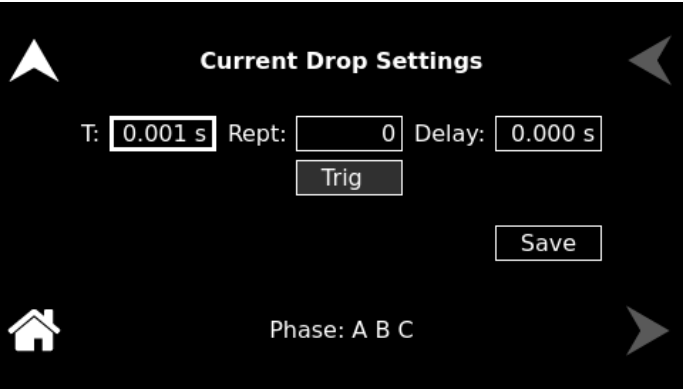 Current Drop Settings
T: 0.001 s Rept: 0 Delay: 0.000 s
Trig
Save
Phase: A B C